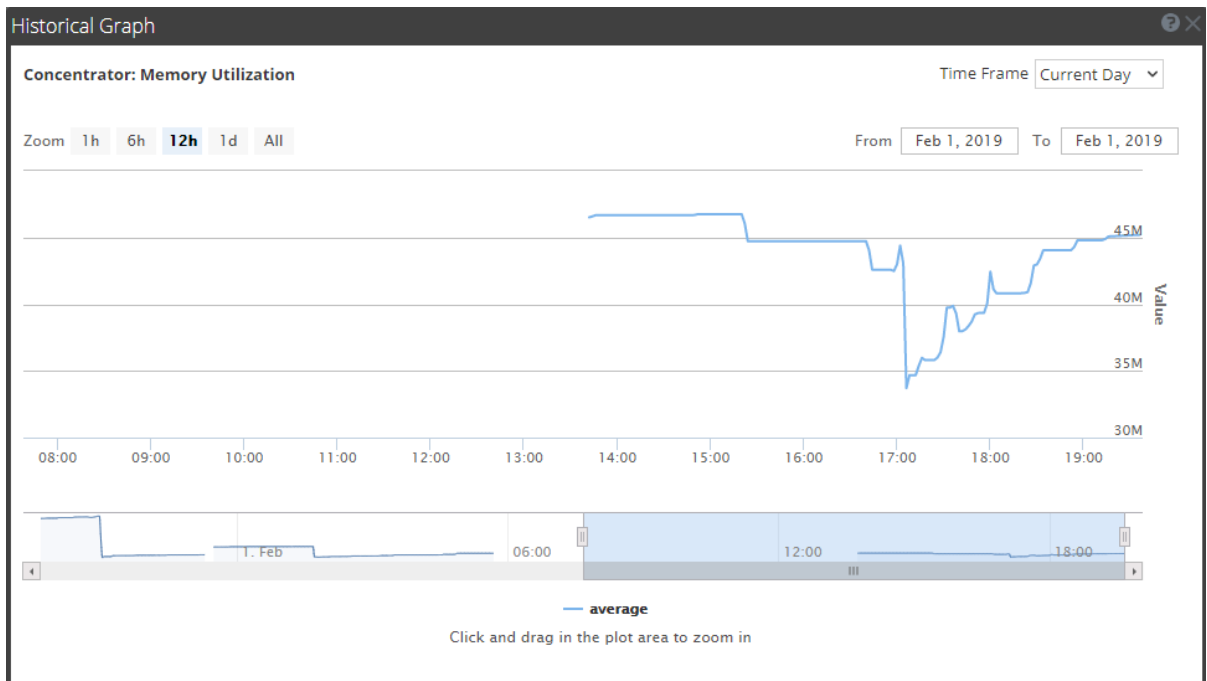 Historical Graph
Concentrator: Memory Utilization
Time Frame Current Day
Zoom 1h 6h 12h 1d All
From Feb 1, 2019 To Feb 1, 2019
45M
40M
35M
30M
Value
08:00 09:00 10:00 11:00 12:00 13:00 14:00 15:00 16:00 17:00 18:00 19:00
1. Feb 06:00 12:00 18:00
average
Click and drag in the plot area to zoom in